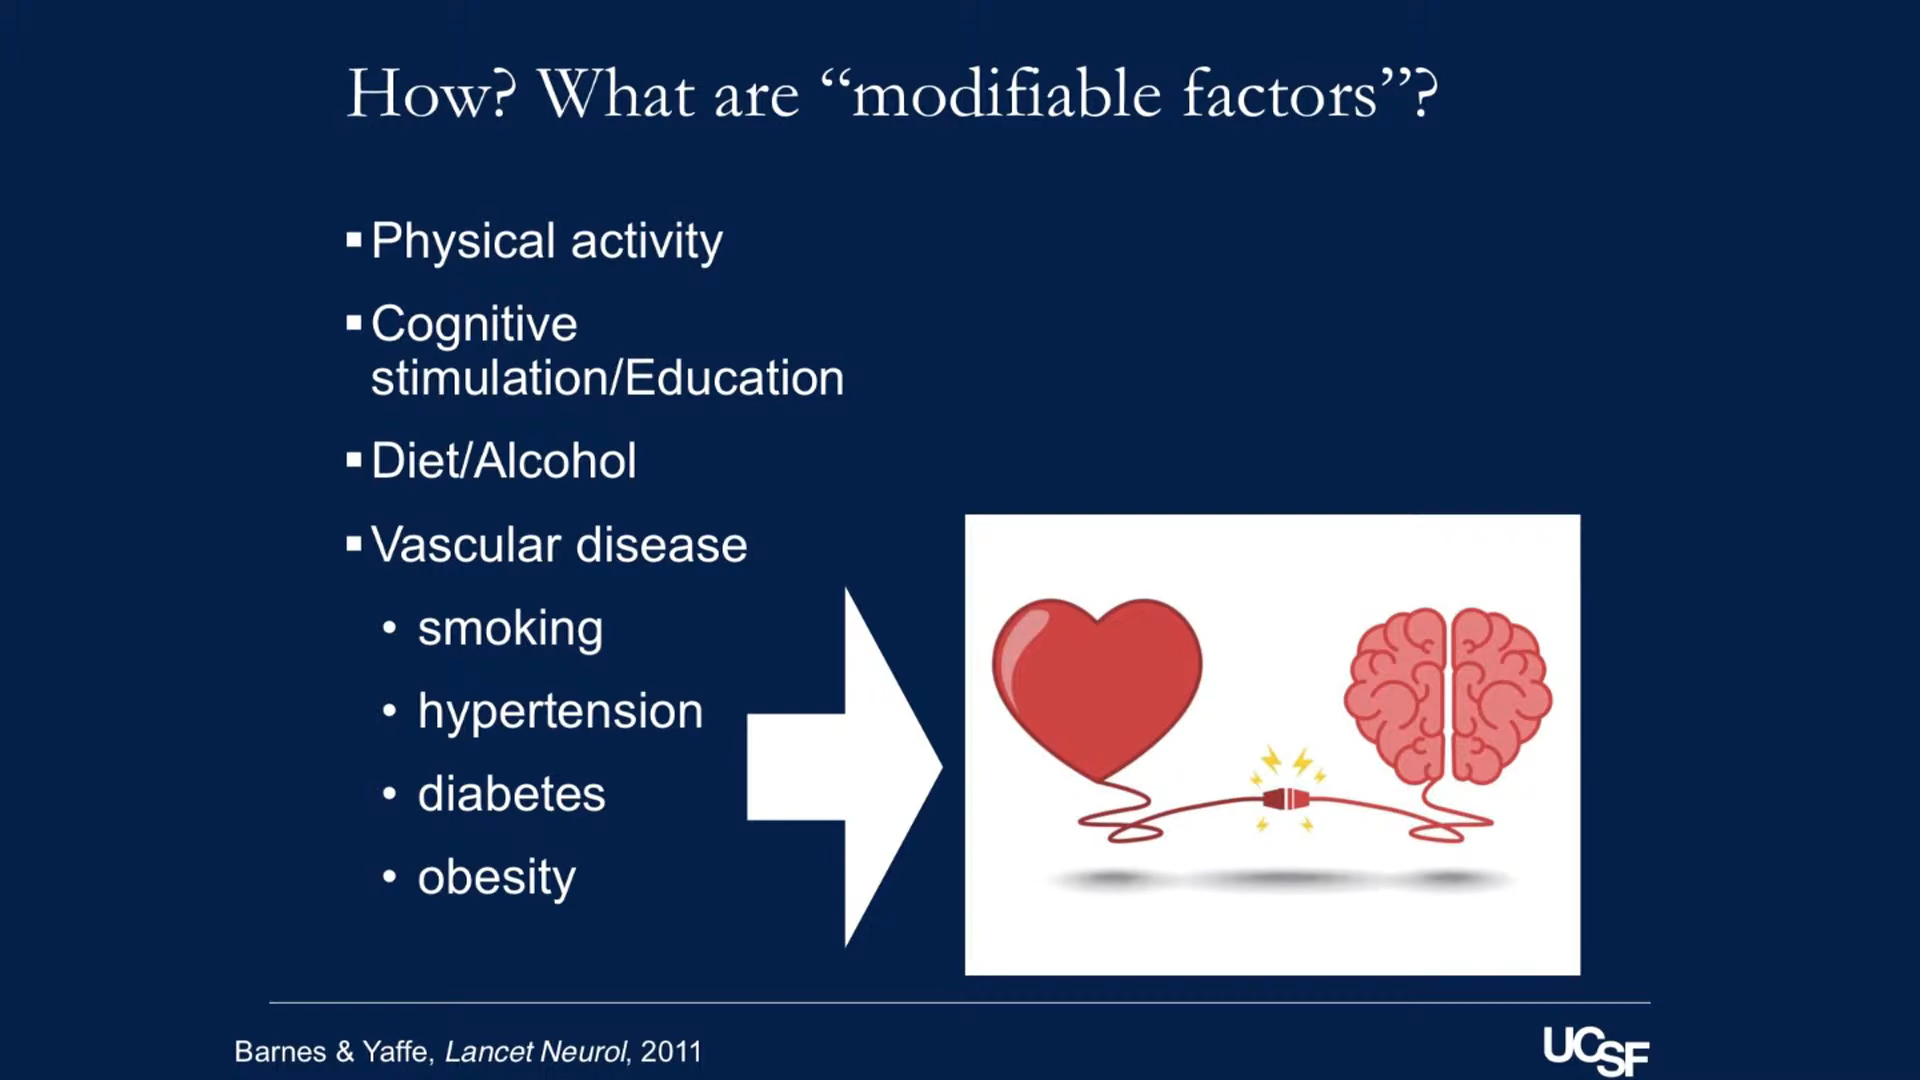 How? What are “modifiable factors”?
▪ Physical activity
▪ Cognitive
stimulation/Education
▪ Diet/Alcohol
▪ Vascular disease
• smoking
• hypertension
• diabetes
• obesity
Barnes & Yaffe, Lancet Neurol, 2011
UCSF